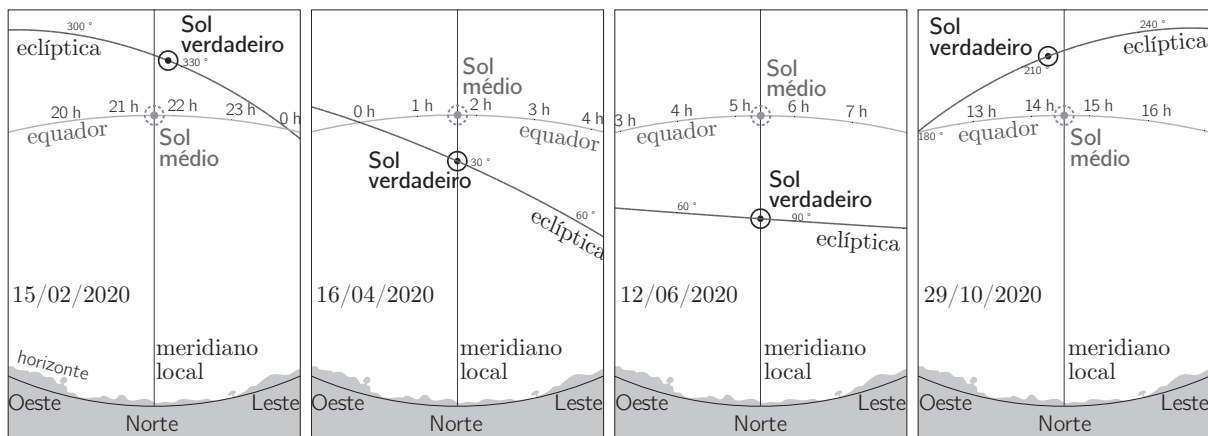 300 °
Sol
verdadeiro
eclíptica
330 °
20 h
21 h
22 h
23 h
0 h
equador
Sol
médio
15/02/2020
horizonte
meridiano
local
Oeste
Leste
Norte
Sol
médio
0 h
1 h
2 h
3 h
4 h
equador
Sol
verdadeiro
30 °
60 °
eclíptica
16/04/2020
meridiano
local
Oeste
Leste
Norte
Sol
médio
3 h
4 h
5 h
6 h
7 h
equador
Sol
verdadeiro
60 °
90 °
eclíptica
12/06/2020
meridiano
local
Oeste
Leste
Norte
Sol
verdadeiro
240 °
eclíptica
210 °
13 h
14 h
15 h
16 h
180 °
equador
Sol
médio
29/10/2020
meridiano
local
Oeste
Leste
Norte